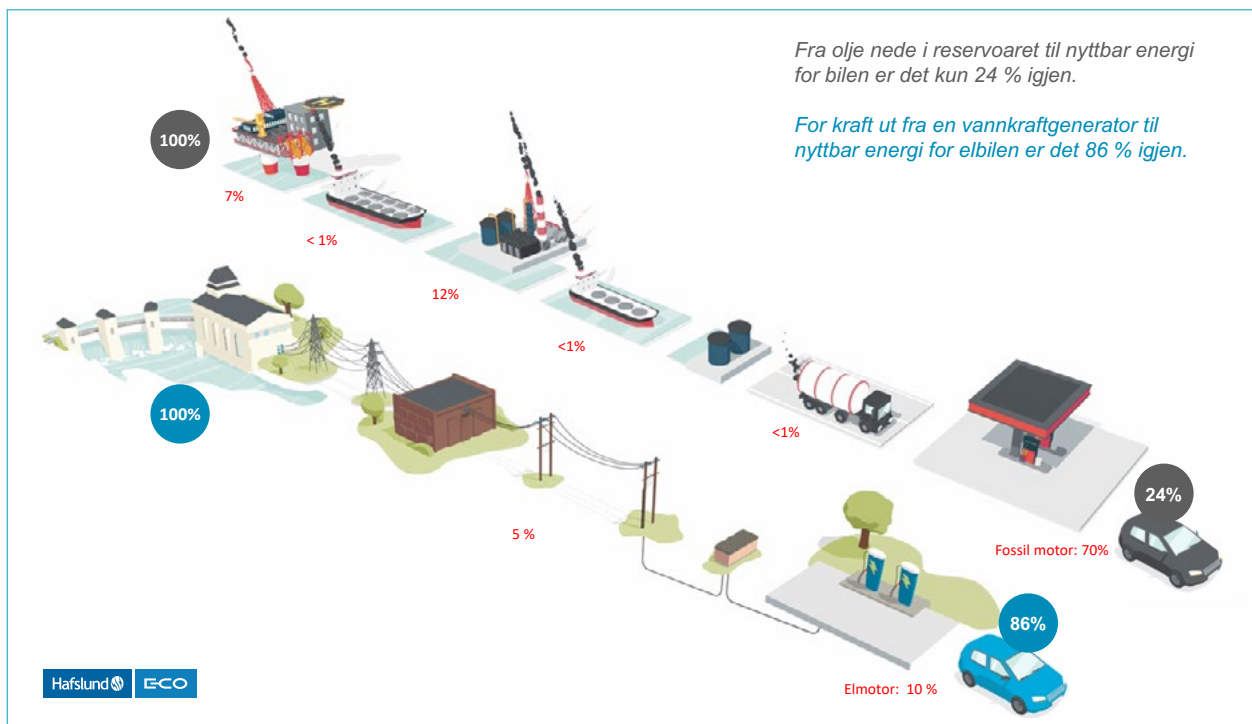 Fra olje nede i reservoaret til nyttbar energi
for bilen er det kun 24 % igjen.
For kraft ut fra en vannkraftgenerator til
nyttbar energi for elbilen er det 86 % igjen.
100%
7%
< 1%
12%
<1%
<1%
24%
Fossil motor: 70%
100%
5 %
86%
Elmotor: 10 %
Hafslund E-CO